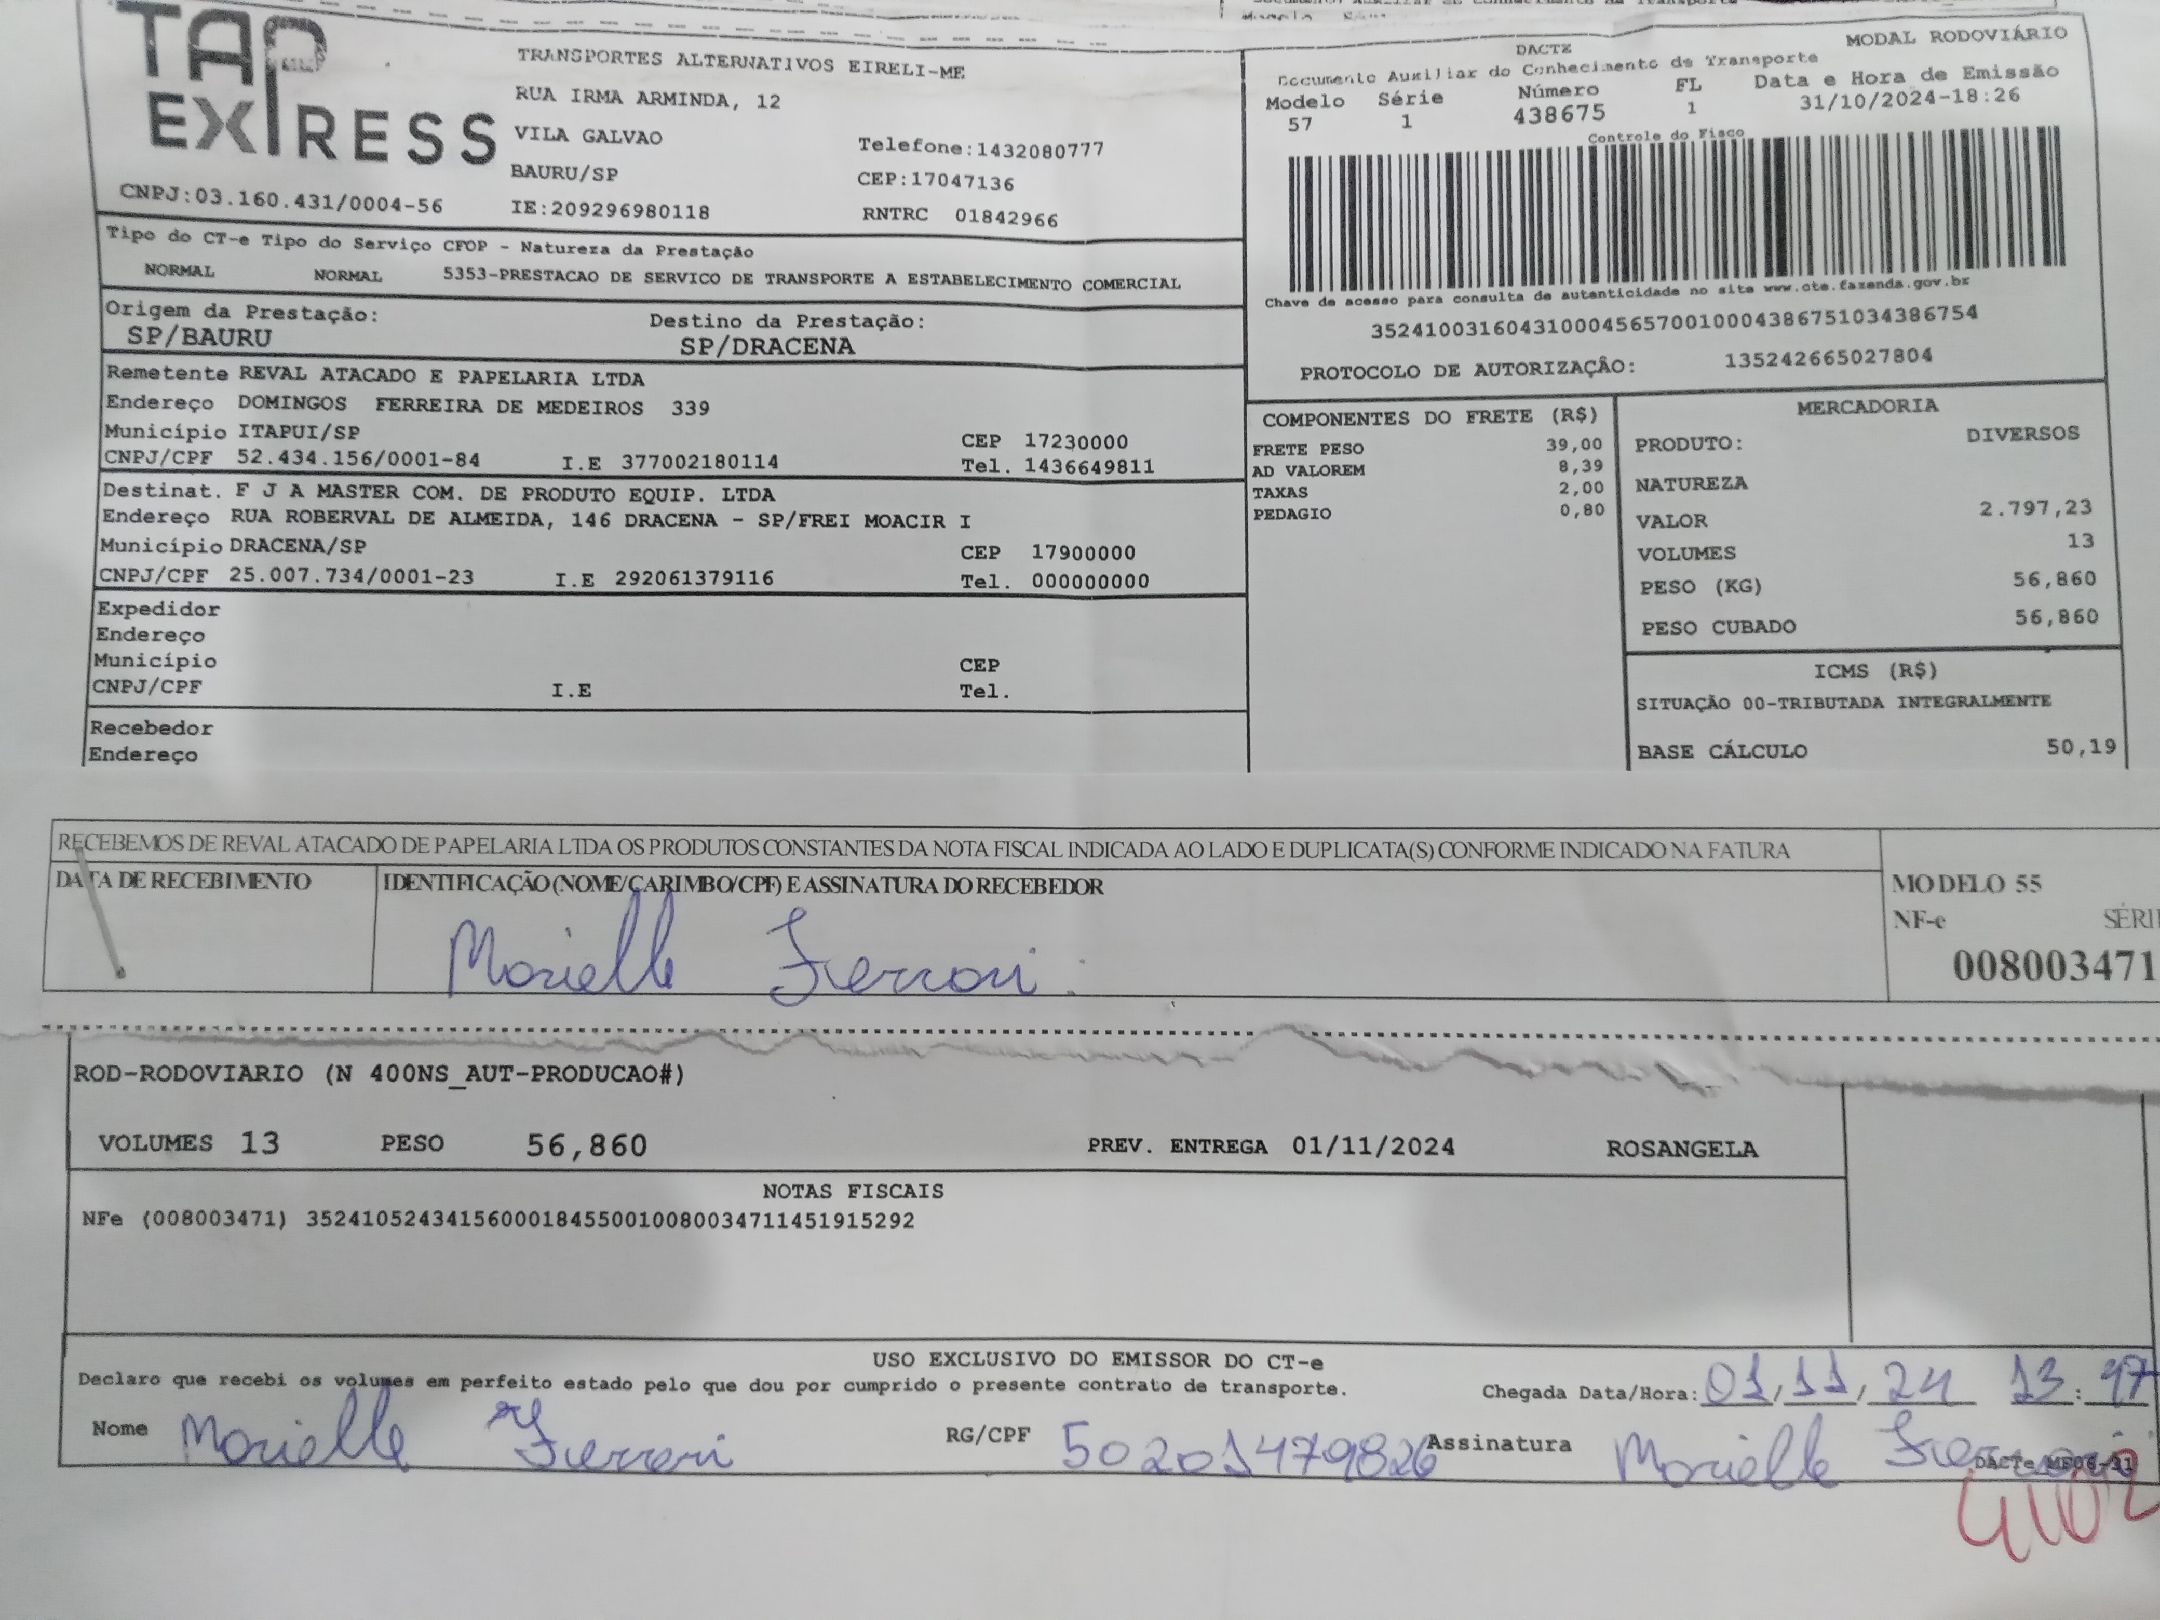 TAP
EXPRESS
TRANSPORTES ALTERNATIVOS EIRELI-ME
RUA IRMA ARMINDA, 12
VILA GALVAO
Telefone:1432080777
BAURU/SP
CEP:17047136
CNPJ:03.160.431/0004-56
IE:209296980118
RNTRC 01842966
DACTE
MODAL RODOVIÁRIO
Documento Auxiliar do Conhecimento de Transporte
Modelo Série Número FL Data e Hora de Emissão
57 1 438675 1 31/10/2024-18:26
Controle do Fisco
Chave de acesso para consulta de autenticidade no site www.cte.fazenda.gov.br
35241003160431000456570010004386751034386754
PROTOCOLO DE AUTORIZAÇÂO: 135242665027804
Tipo do CT-e Tipo do Serviço CFOP - Natureza da Prestação
NORMAL NORMAL 5353-PRESTACAO DE SERVICO DE TRANSPORTE A ESTABELECIMENTO COMERCIAL
Origem da Prestação: Destino da Prestação:
SP/BAURU SP/DRACENA
Remetente REVAL ATACADO E PAPELARIA LTDA
Endereço DOMINGOS FERREIRA DE MEDEIROS 339
Município ITAPUI/SP CEP 17230000
CNPJ/CPF 52.434.156/0001-84 I.E 377002180114 Tel. 1436649811
Destinat. F J A MASTER COM. DE PRODUTO EQUIP. LTDA
Endereço RUA ROBERVAL DE ALMEIDA, 146 DRACENA - SP/FREI MOACIR I
Município DRACENA/SP CEP 17900000
CNPJ/CPF 25.007.734/0001-23 I.E 292061379116 Tel. 000000000
Expedidor
Endereço
Município CEP
CNPJ/CPF I.E Tel.
Recebedor
Endereço
COMPONENTES DO FRETE (R$)
FRETE PESO 39,00
AD VALOREM 8,39
TAXAS 2,00
PEDAGIO 0,80
MERCADORIA
PRODUTO: DIVERSOS
NATUREZA
VALOR 2.797,23
VOLUMES 13
PESO (KG) 56,860
PESO CUBADO 56,860
ICMS (R$)
SITUAÇÃO 00-TRIBUTADA INTEGRALMENTE
BASE CÁLCULO 50,19
RECEBEMOS DE REVAL ATACADO DE PAPELARIA LTDA OS PRODUTOS CONSTANTES DA NOTA FISCAL INDICADA AO LADO E DUPLICATA(S) CONFORME INDICADO NA FATURA
DATA DE RECEBIMENTO
IDENTIFICAÇÃO (NOME/CARIMBO/CPF) E ASSINATURA DO RECEBEDOR
Morielle Ferrari
MODELO 55
NF-e SÉRI
008003471
ROD-RODOVIARIO (N 400NS_AUT-PRODUCAO#)
VOLUMES 13 PESO 56,860 PREV. ENTREGA 01/11/2024 ROSANGELA
NOTAS FISCAIS
NFe (008003471) 35241052434156000184550010080034711451915292
USO EXCLUSIVO DO EMISSOR DO CT-e
Declaro que recebi os volumes em perfeito estado pelo que dou por cumprido o presente contrato de transporte.
Chegada Data/Hora: 01/11/24 13:47
Nome Morielle Ferrari RG/CPF 50201479826 Assinatura Morielle Ferrari